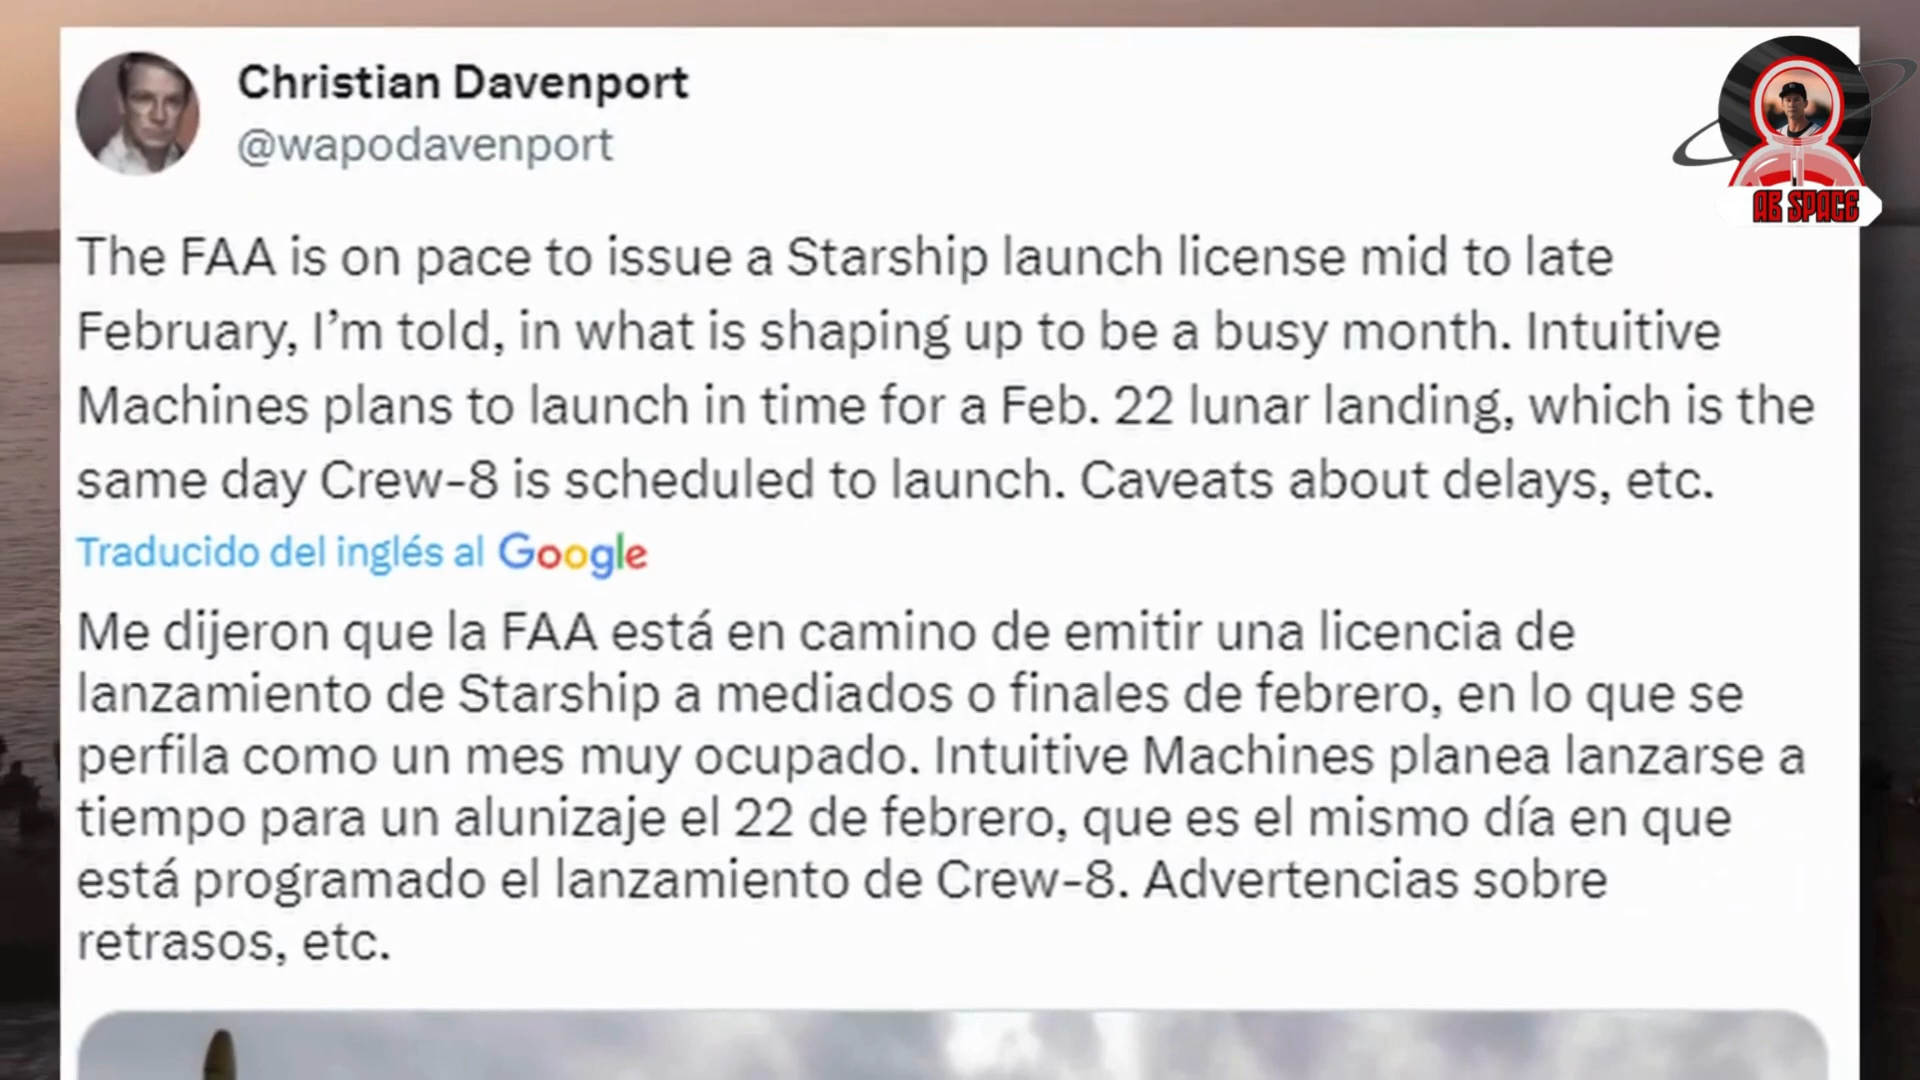 Christian Davenport
@wapodavenport
AB SPACE
The FAA is on pace to issue a Starship launch license mid to late
February, I’m told, in what is shaping up to be a busy month. Intuitive
Machines plans to launch in time for a Feb. 22 lunar landing, which is the
same day Crew-8 is scheduled to launch. Caveats about delays, etc.
Traducido del inglés al Google
Me dijeron que la FAA está en camino de emitir una licencia de
lanzamiento de Starship a mediados o finales de febrero, en lo que se
perfila como un mes muy ocupado. Intuitive Machines planea lanzarse a
tiempo para un alunizaje el 22 de febrero, que es el mismo día en que
está programado el lanzamiento de Crew-8. Advertencias sobre
retrasos, etc.